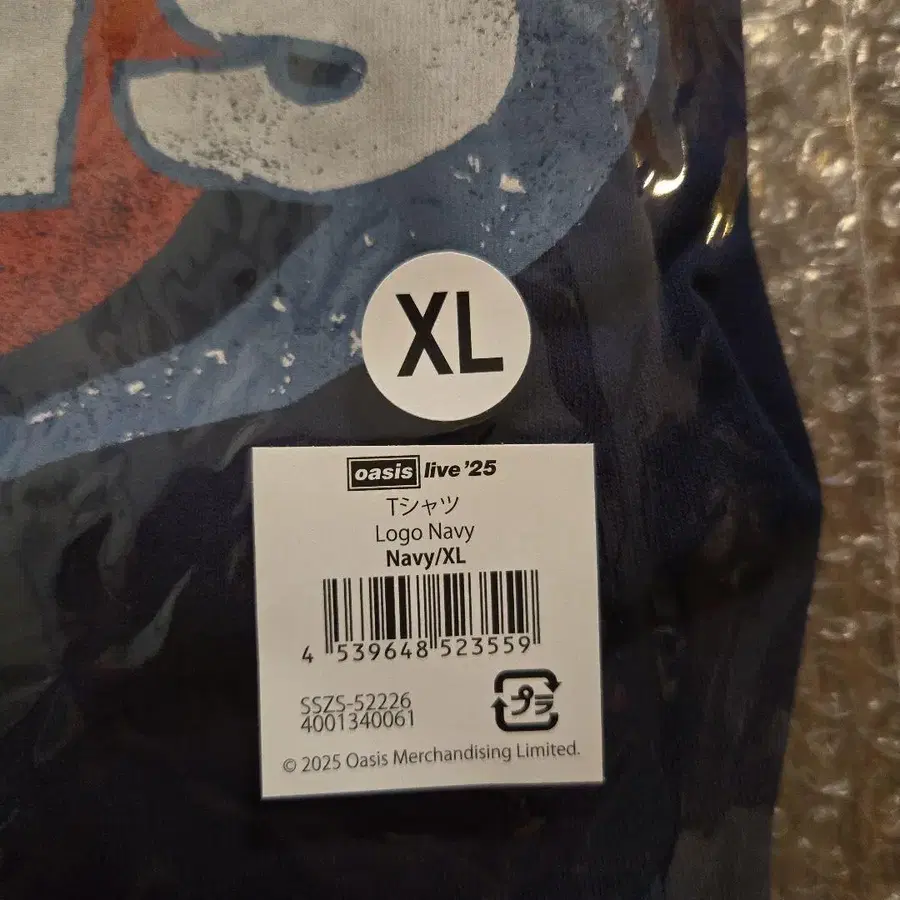 XL
oasis live '25
Tシャツ
Logo Navy
Navy/XL
4 539648 523559
SSZS-52226
4001340061
プラ
© 2025 Oasis Merchandising Limited.